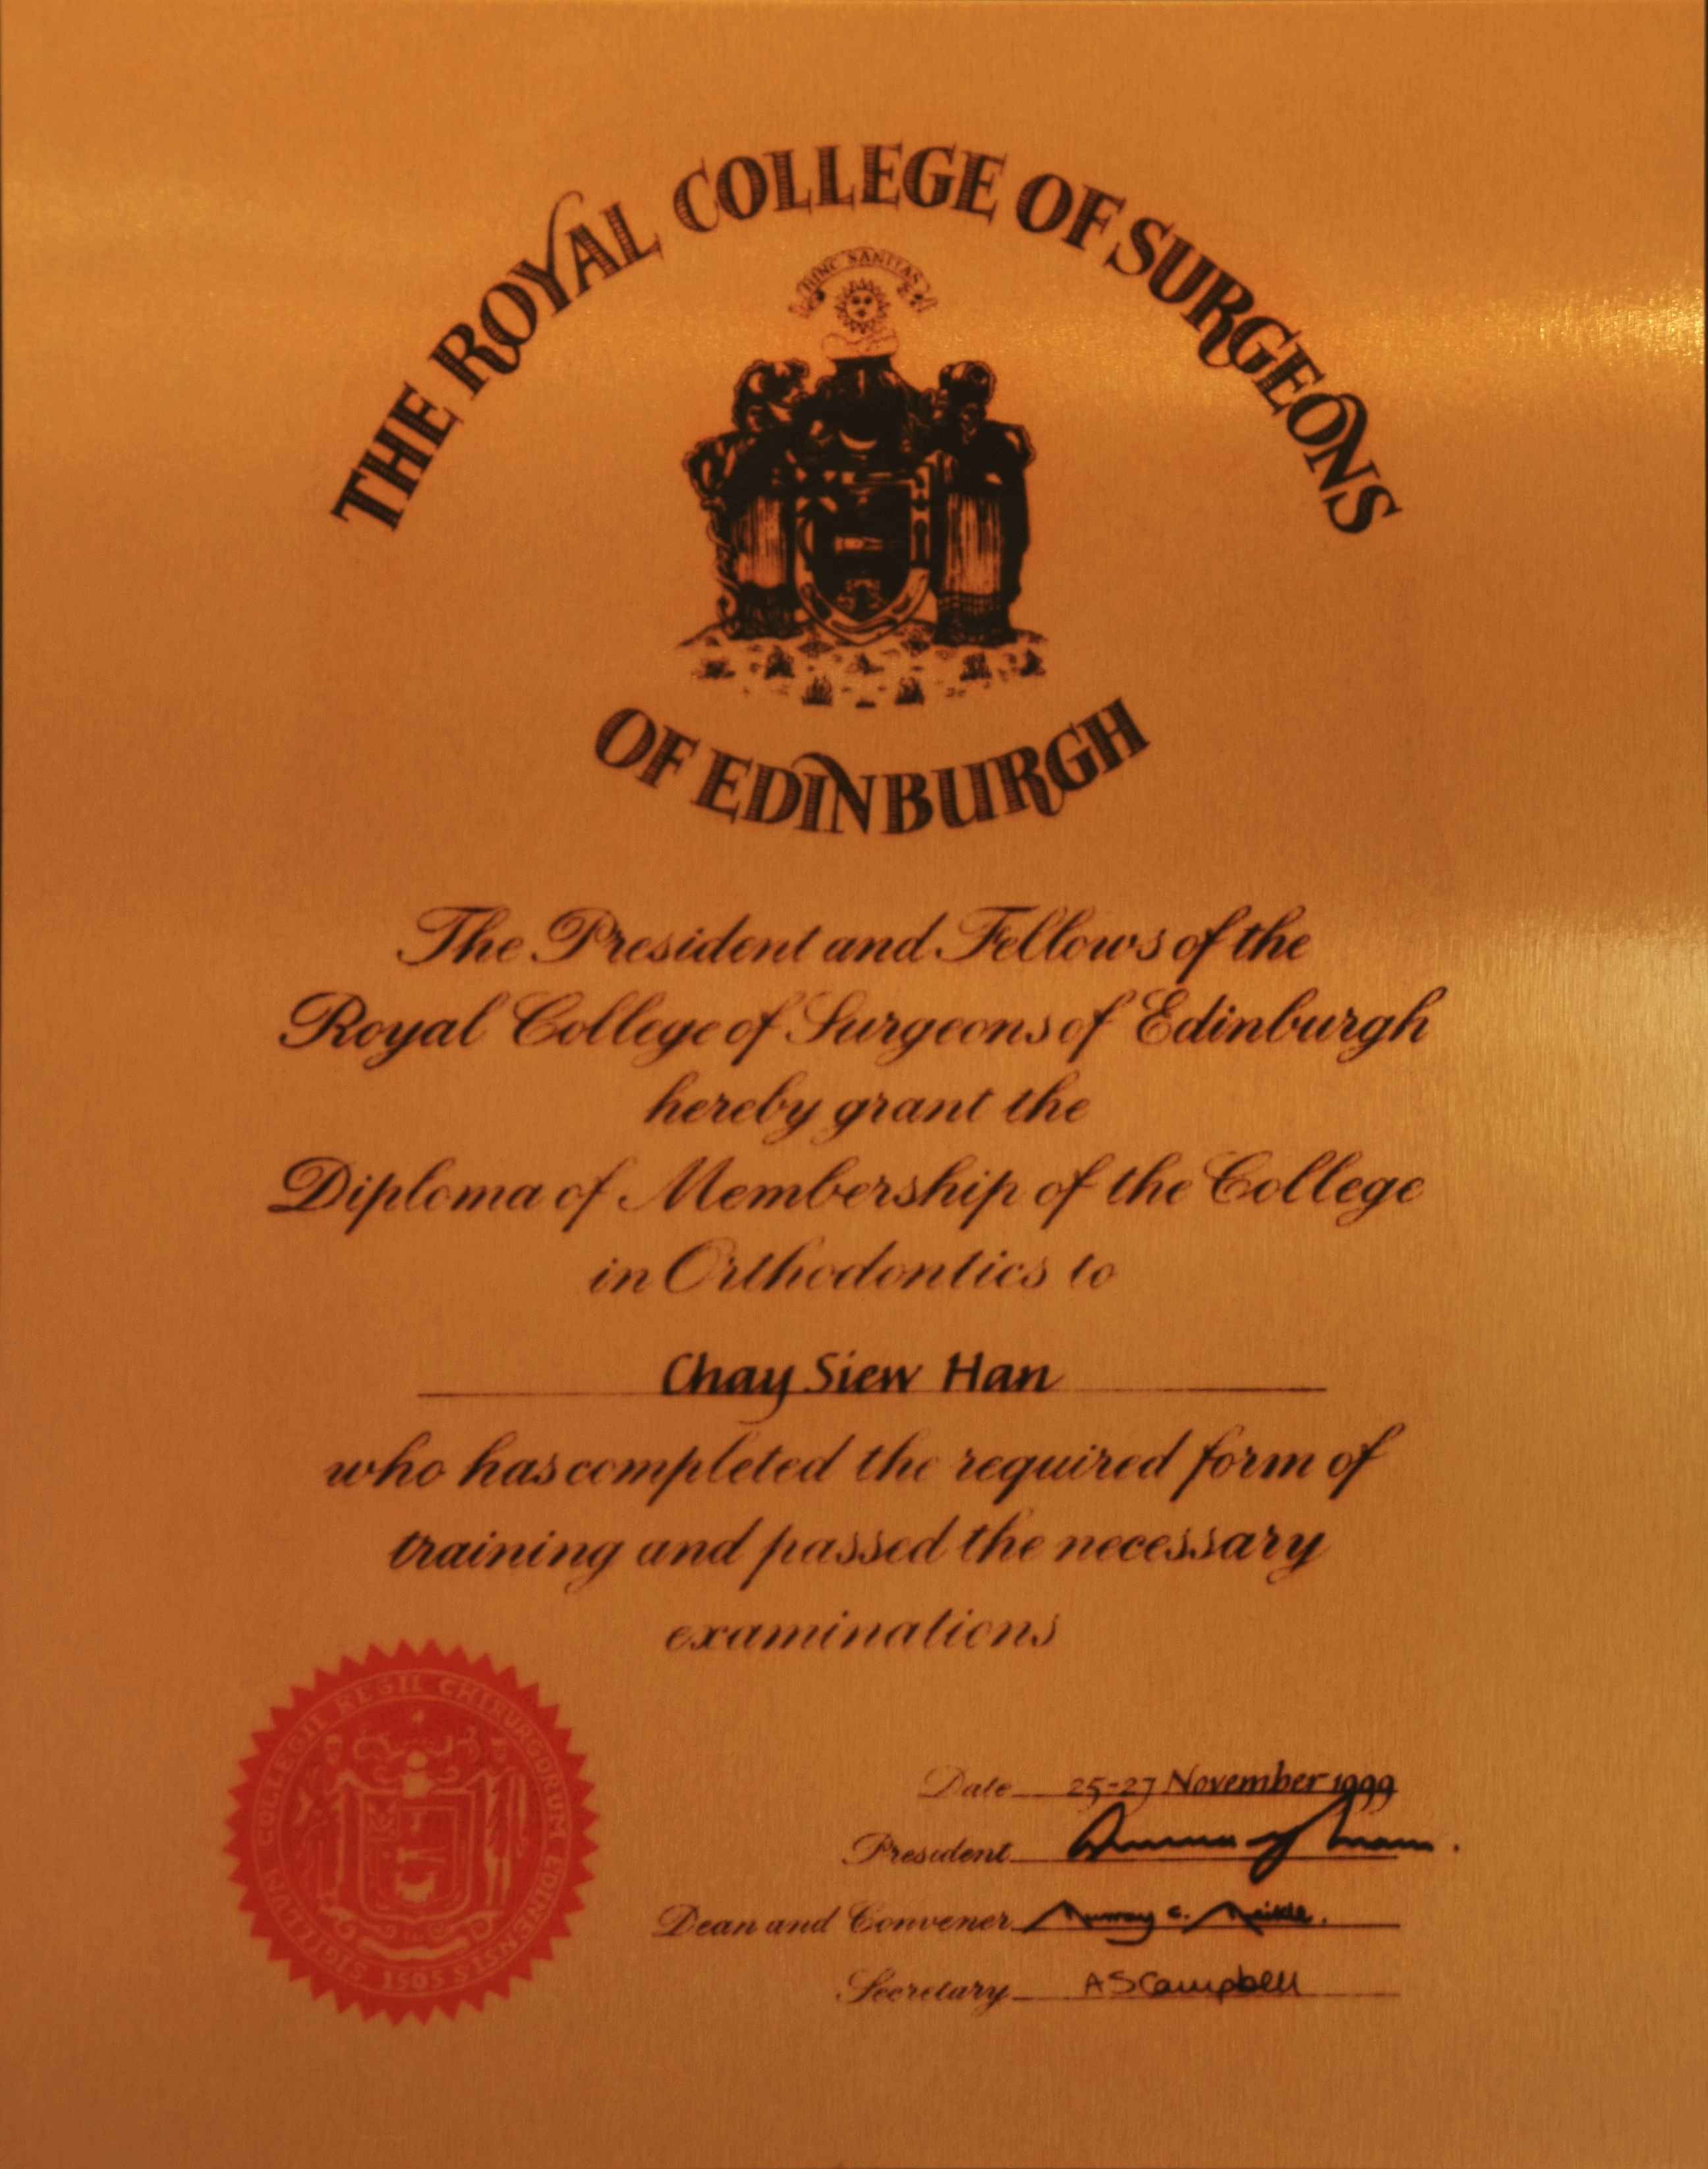 THE ROYAL COLLEGE OF SURGEONS
HINC SANITAS
OF EDINBURGH
The President and Fellows of the
Royal College of Surgeons of Edinburgh
hereby grant the
Diploma of Membership of the College
in Orthodontics to
Chay Siew Han
who has completed the required form of
training and passed the necessary
examinations
SIGILLUM COLLEGII REGII CHIRURGORUM EDINENSIS 1505
Date 25-27 November 1999
President
Dean and Convener Murray C. Meikle.
Secretary A S Campbell